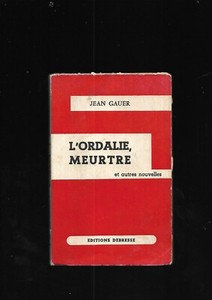 JEAN GAUER
L'ORDALIE,
MEURTRE
et autres nouvelles
EDITIONS DEBRESSE